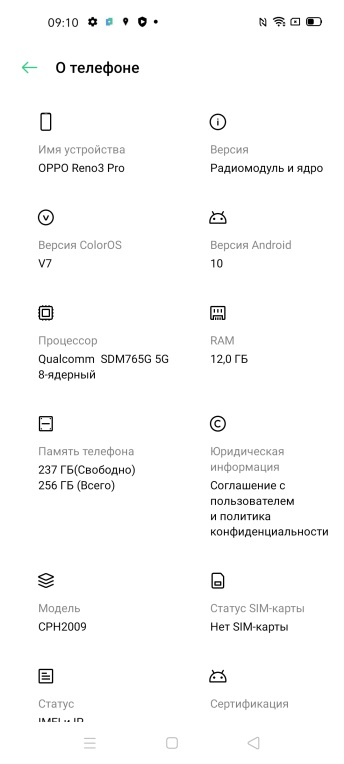 09:10
О телефоне
Имя устройства
OPPO Reno3 Pro
Версия
Радиомодуль и ядро
Версия ColorOS
V7
Версия Android
10
Процессор
Qualcomm SDM765G 5G
8-ядерный
RAM
12,0 ГБ
Память телефона
237 ГБ(Свободно)
256 ГБ (Всего)
Юридическая
информация
Соглашение с
пользователем
и политика
конфиденциальности
Модель
CPH2009
Статус SIM-карты
Нет SIM-карты
Статус
IMEI и IP
Сертификация